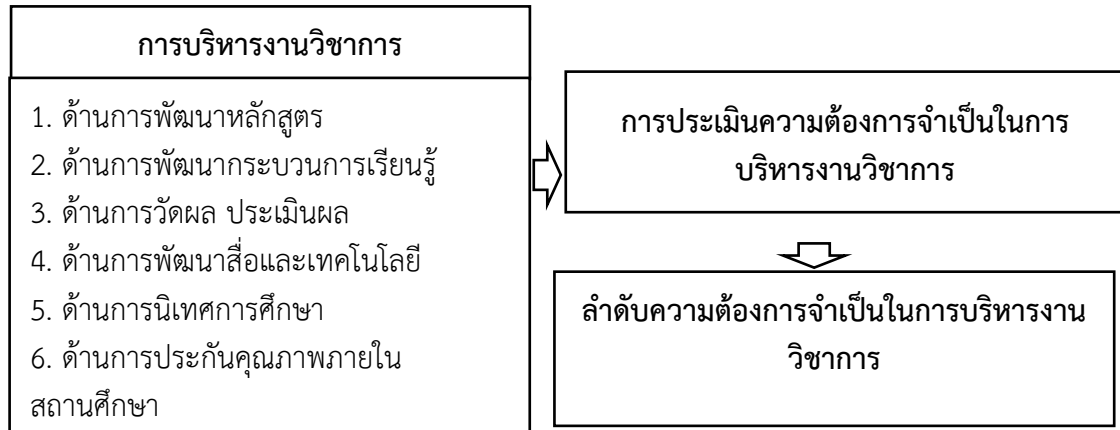 การบริหารงานวิชาการ
1. ด้านการพัฒนาหลักสูตร
2. ด้านการพัฒนากระบวนการเรียนรู้
3. ด้านการวัดผล ประเมินผล
4. ด้านการพัฒนาสื่อและเทคโนโลยี
5. ด้านการนิเทศการศึกษา
6. ด้านการประกันคุณภาพภายใน
สถานศึกษา
การประเมินความต้องการจำเป็นในการ
บริหารงานวิชาการ
ลำดับความต้องการจำเป็นในการบริหารงาน
วิชาการ